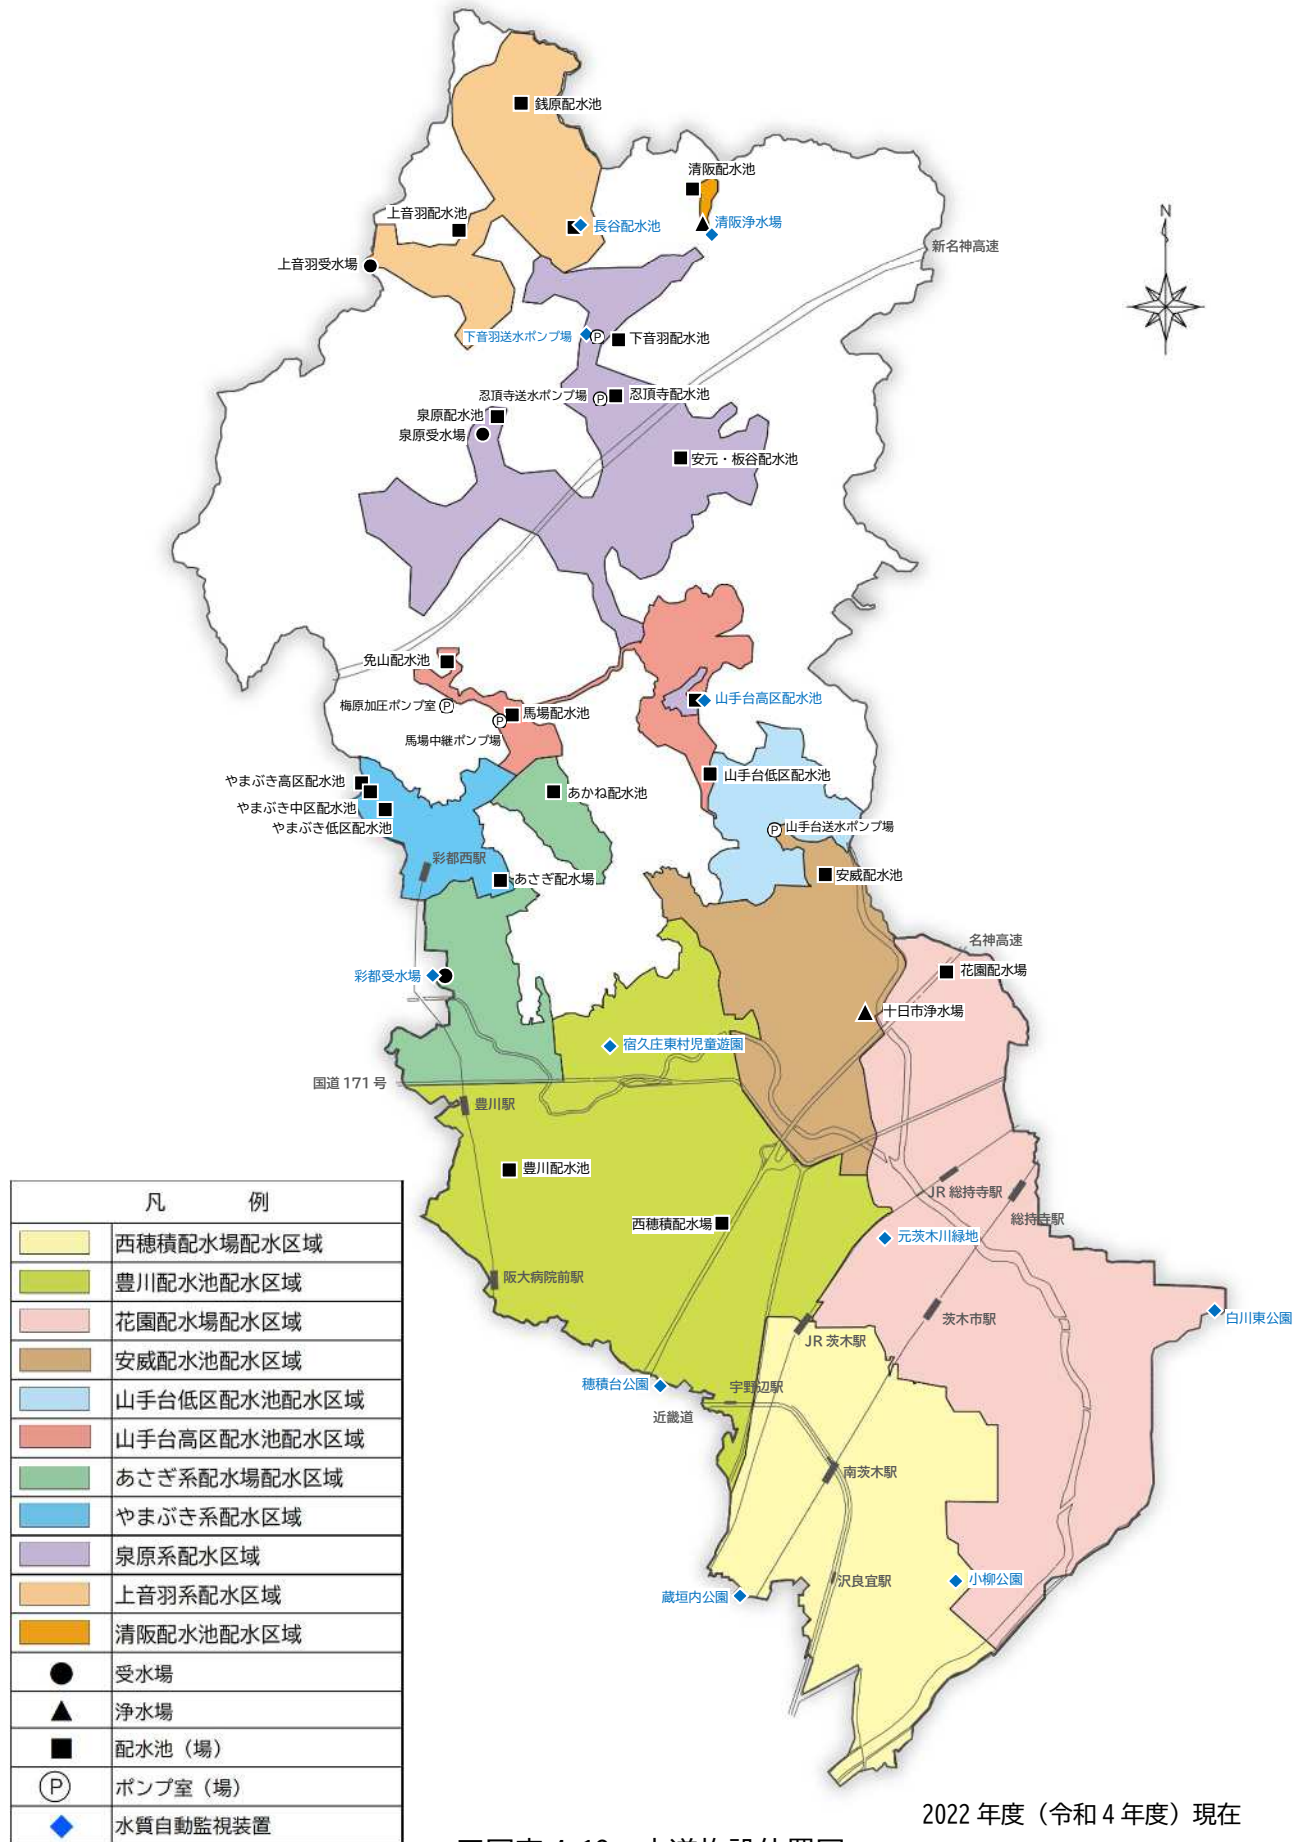 銭原配水池
清阪配水池
上音羽配水池
長谷配水池
清阪浄水場
N
新名神高速
上音羽受水場
下音羽送水ポンプ場
P
下音羽配水池
忍頂寺送水ポンプ場
P
忍頂寺配水池
泉原配水池
泉原受水場
安元・板谷配水池
免山配水池
梅原加圧ポンプ室
P
馬場配水池
P
馬場中継ポンプ場
山手台高区配水池
やまぶき高区配水池
やまぶき中区配水池
やまぶき低区配水池
あかね配水池
山手台低区配水池
P
山手台送水ポンプ場
彩都西駅
あさぎ配水場
安威配水池
名神高速
花園配水場
彩都受水場
十日市浄水場
宿久庄東村児童遊園
国道 171 号
豊川駅
豊川配水池
JR 総持寺駅
総持寺駅
西穂積配水場
元茨木川緑地
阪大病院前駅
茨木市駅
白川東公園
JR 茨木駅
穂積台公園
宇野辺駅
近畿道
南茨木駅
沢良宜駅
小柳公園
蔵垣内公園
凡 例
西穂積配水場配水区域
豊川配水池配水区域
花園配水場配水区域
安威配水池配水区域
山手台低区配水池配水区域
山手台高区配水池配水区域
あさぎ系配水場配水区域
やまぶき系配水区域
泉原系配水区域
上音羽系配水区域
清阪配水池配水区域
受水場
浄水場
配水池（場）
P
ポンプ室（場）
水質自動監視装置
2022 年度（令和 4 年度）現在